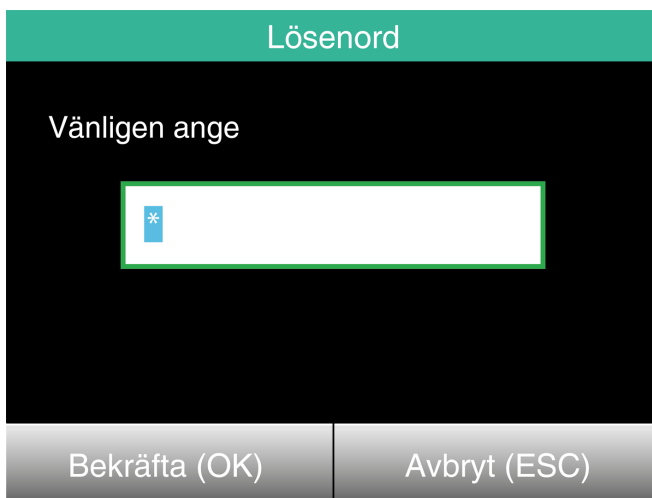 Lösenord
Vänligen ange
*
Bekräfta (OK)
Avbryt (ESC)